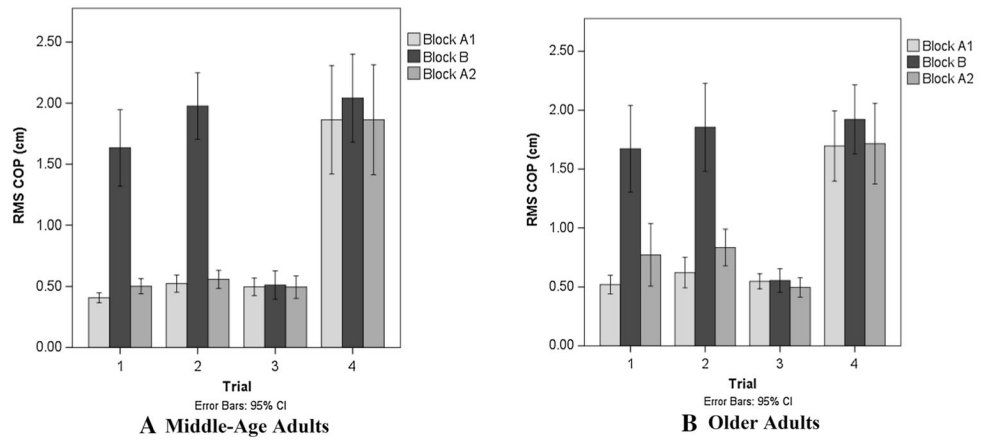 2.50
2.00
1.50
1.00
0.50
0.00
RMS COP (cm)
1 2 3 4
Trial
Error Bars: 95% CI
Block A1
Block B
Block A2
A Middle-Age Adults
2.50
2.00
1.50
1.00
0.50
0.00
RMS COP (cm)
1 2 3 4
Trial
Error Bars: 95% CI
Block A1
Block B
Block A2
B Older Adults